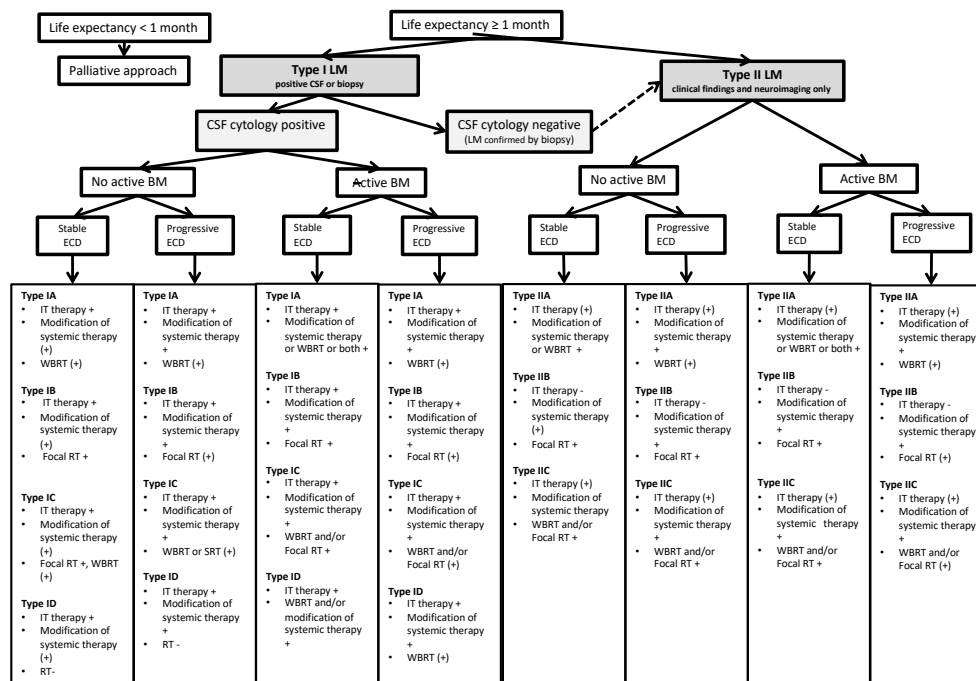 Life expectancy < 1 month
Life expectancy ≥ 1 month
Palliative approach
Type I LM
positive CSF or biopsy)
Type II LM
clinical findings and neuroimaging only)
CSF cytology positive
CSF cytology negative
(LM confirmed by biopsy)
No active BM
Active BM
No active BM
Active BM
Stable
ECD
Progressive
ECD
Stable
ECD
Progressive
ECD
Stable
ECD
Progressive
ECD
Stable
ECD
Progressive
ECD
Type IA
• IT therapy +
• Modification of
systemic therapy
(+)
• WBRT (+)
Type IB
• IT therapy +
• Modification of
systemic therapy
(+)
• Focal RT +
Type IC
• IT therapy +
• Modification of
systemic therapy
(+)
• Focal RT +, WBRT
(+)
Type ID
• IT therapy +
• Modification of
systemic therapy
(+)
• RT-
Type IA
• IT therapy +
• Modification of
systemic therapy
+
• WBRT (+)
Type IB
• IT therapy +
• Modification of
systemic therapy
+
• Focal RT (+)
Type IC
• IT therapy +
• Modification of
systemic therapy
+
• WBRT or SRT (+)
Type ID
• IT therapy +
• Modification of
systemic therapy
+
• RT -
Type IA
• IT therapy +
• Modification of
systemic therapy
or WBRT or both +
Type IB
• IT therapy +
• Modification of
systemic therapy
+
• Focal RT +
Type IC
• IT therapy +
• Modification of
systemic therapy
+
• WBRT and/or
Focal RT +
Type ID
• IT therapy +
• WBRT and/or
modification of
systemic therapy
+
Type IA
• IT therapy +
• Modification of
systemic therapy
+
• WBRT (+)
Type IB
• IT therapy +
• Modification of
systemic therapy
+
• Focal RT (+)
Type IC
• IT therapy +
• Modification of
systemic therapy
+
• WBRT and/or
Focal RT (+)
Type ID
• IT therapy +
• Modification of
systemic therapy
+
• WBRT (+)
Type IIA
• IT therapy (+)
• Modification of
systemic therapy
or WBRT +
Type IIB
• IT therapy -
• Modification of
systemic therapy
(+)
• Focal RT +
Type IIC
• IT therapy (+)
• Modification of
systemic therapy
• WBRT and/or
Focal RT +
Type IIA
• IT therapy (+)
• Modification of
systemic therapy
+
• WBRT (+)
Type IIB
• IT therapy -
• Modification of
systemic therapy
+
• Focal RT +
Type IIC
• IT therapy (+)
• Modification of
systemic therapy
+
• WBRT and/or
Focal RT +
Type IIA
• IT therapy (+)
• Modification of
systemic therapy
or WBRT or both +
Type IIB
• IT therapy -
• Modification of
systemic therapy
+
• Focal RT +
Type IIC
• IT therapy (+)
• Modification of
systemic therapy
+
• WBRT and/or
Focal RT +
Type IIA
• IT therapy (+)
• Modification of
systemic therapy
+
• WBRT (+)
Type IIB
• IT therapy -
• Modification of
systemic therapy
+
• Focal RT (+)
Type IIC
• IT therapy (+)
• Modification of
systemic therapy
+
• WBRT and/or
Focal RT (+)